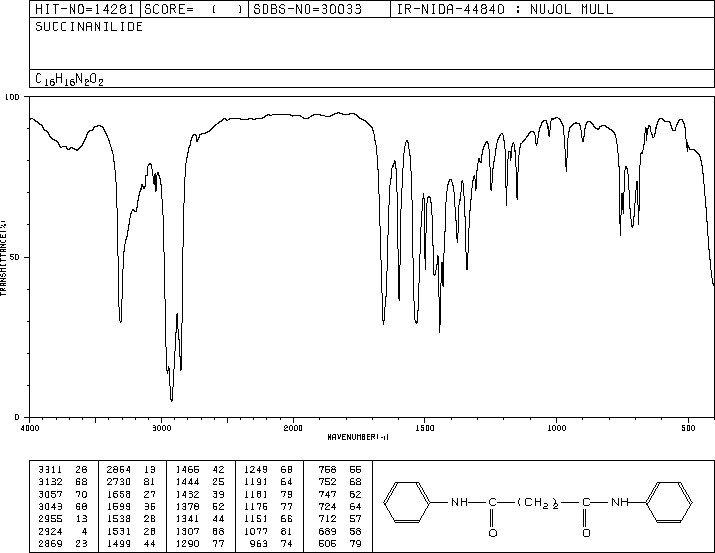 HIT-NO=14281 SCORE= ( ) SDBS-NO=30033 IR-NIDA-44840 : NUJOL MULL
SUCCINANILIDE
C16H16N2O2
100
50
0
TRANSMITTANCE(%)
4000 3000 2000 1500 1000 500
WAVENUMBER(-1)
3311 28 2854 13 1466 42 1249 68 758 55
3132 68 2730 81 1444 25 1191 64 752 68
3057 70 1658 27 1432 39 1181 79 747 62
3049 68 1599 36 1378 52 1176 77 724 64
2955 13 1538 28 1341 44 1151 66 712 57
2924 4 1531 28 1307 68 1077 81 689 58
2869 23 1499 44 1290 77 963 74 505 79
NH C (CH2)2 C NH
O O